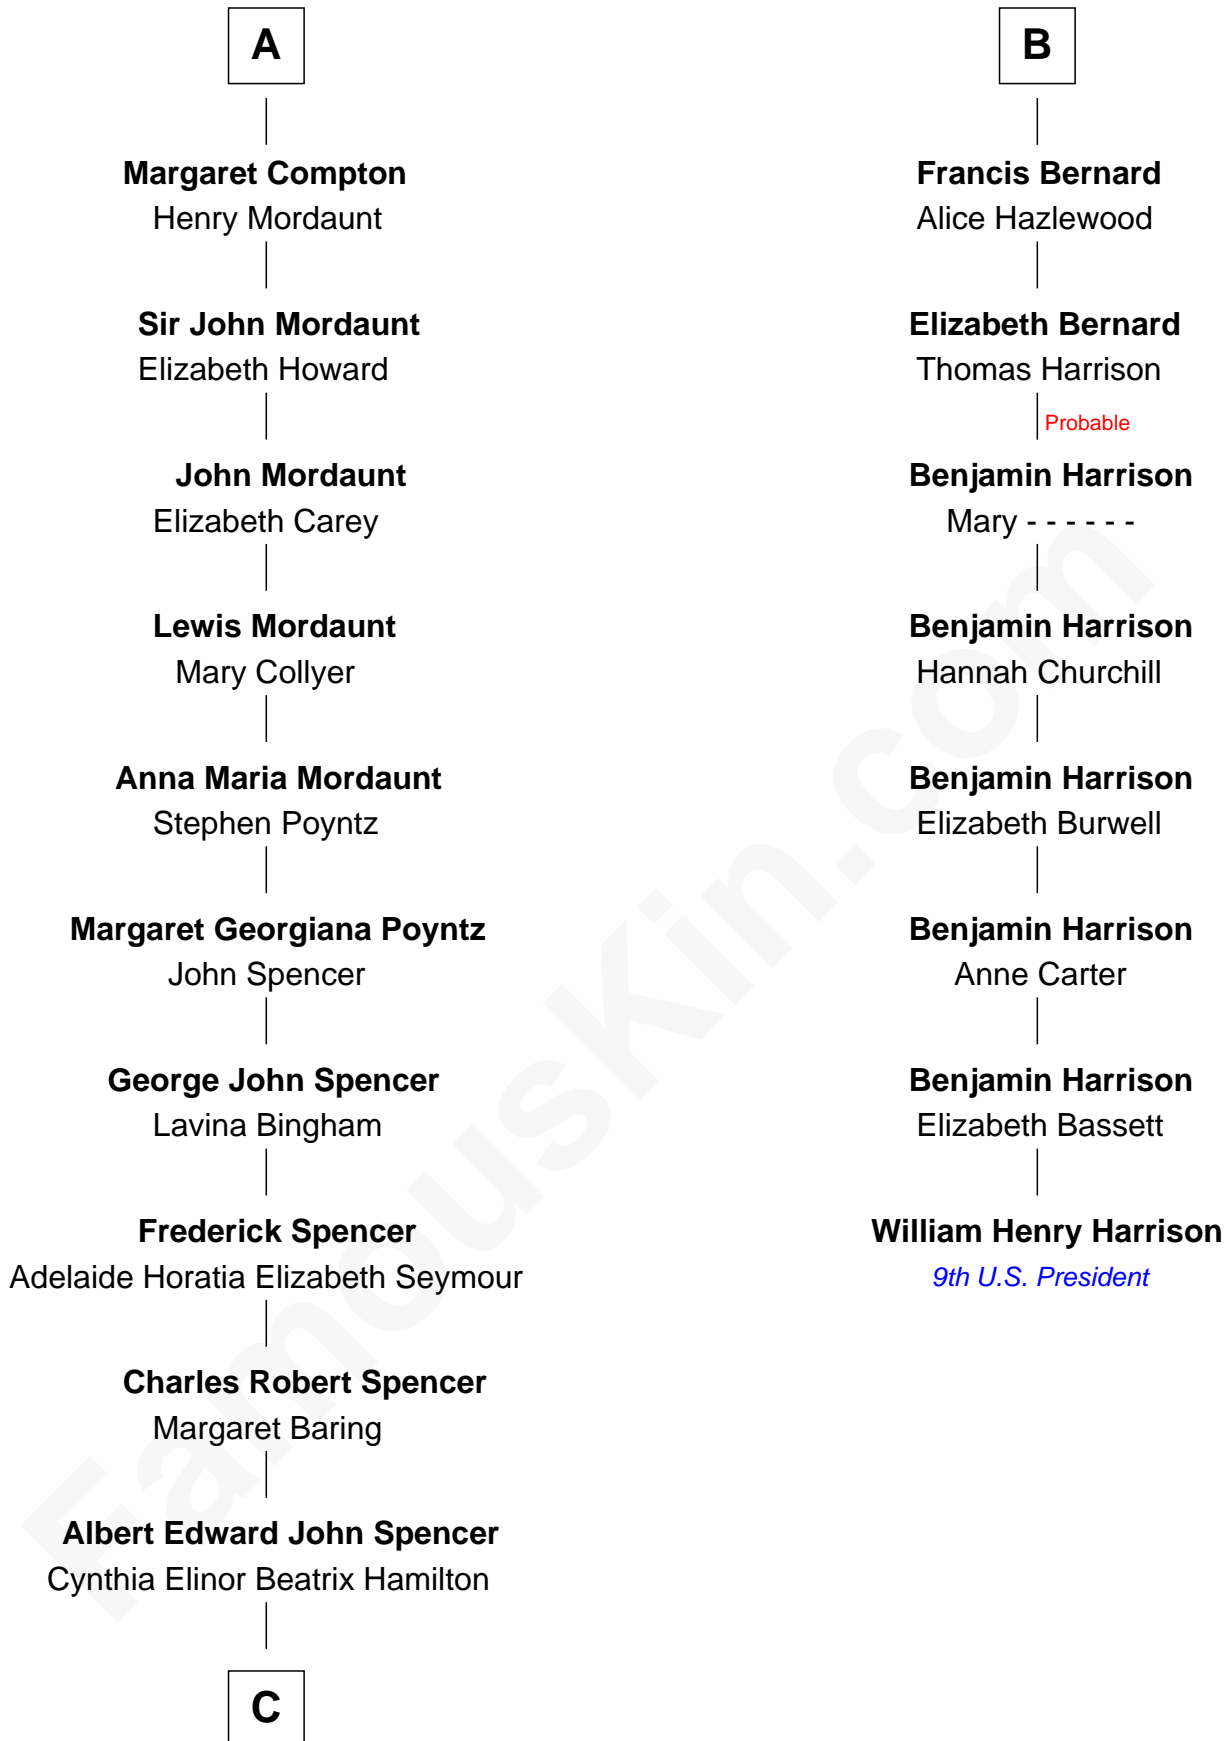 A
Margaret Compton
Henry Mordaunt
Sir John Mordaunt
Elizabeth Howard
John Mordaunt
Elizabeth Carey
Lewis Mordaunt
Mary Collyer
Anna Maria Mordaunt
Stephen Poyntz
Margaret Georgiana Poyntz
John Spencer
George John Spencer
Lavina Bingham
Frederick Spencer
Adelaide Horatia Elizabeth Seymour
Charles Robert Spencer
Margaret Baring
Albert Edward John Spencer
Cynthia Elinor Beatrix Hamilton
C
B
Francis Bernard
Alice Hazlewood
Elizabeth Bernard
Thomas Harrison
Probable
Benjamin Harrison
Mary - - - - - -
Benjamin Harrison
Hannah Churchill
Benjamin Harrison
Elizabeth Burwell
Benjamin Harrison
Anne Carter
Benjamin Harrison
Elizabeth Bassett
William Henry Harrison
9th U.S. President
FamousKin.com